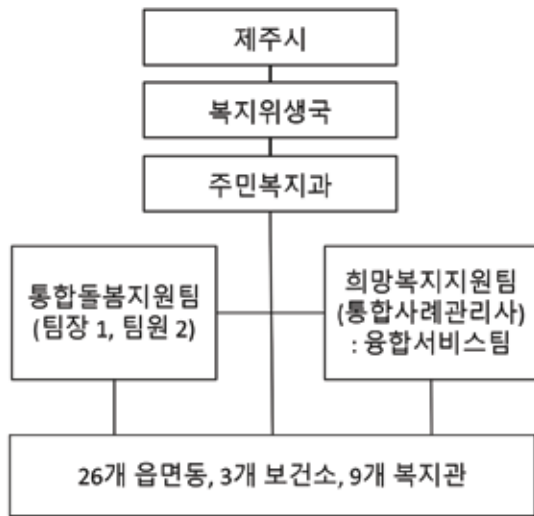 제주시
복지위생국
주민복지과
통합돌봄지원팀
(팀장 1, 팀원 2)
희망복지지원팀
(통합사례관리사)
: 융합서비스팀
26개 읍면동, 3개 보건소, 9개 복지관